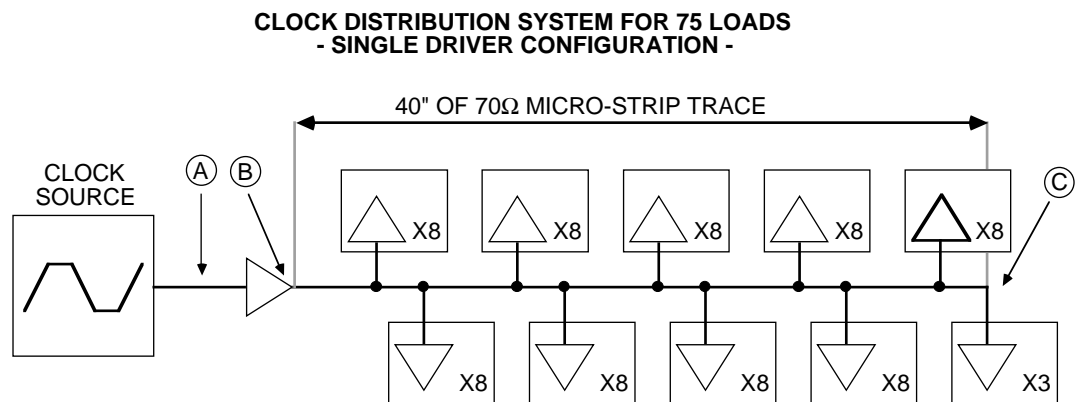 CLOCK DISTRIBUTION SYSTEM FOR 75 LOADS
- SINGLE DRIVER CONFIGURATION -
40" OF 70Ω MICRO-STRIP TRACE
CLOCK
SOURCE
A
B
C
X8
X8
X8
X8
X8
X8
X8
X8
X8
X3